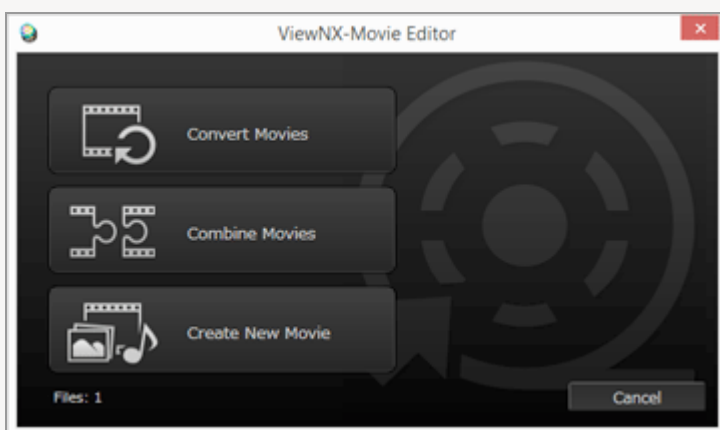 ViewNX-Movie Editor
Convert Movies
Combine Movies
Create New Movie
Files: 1
Cancel